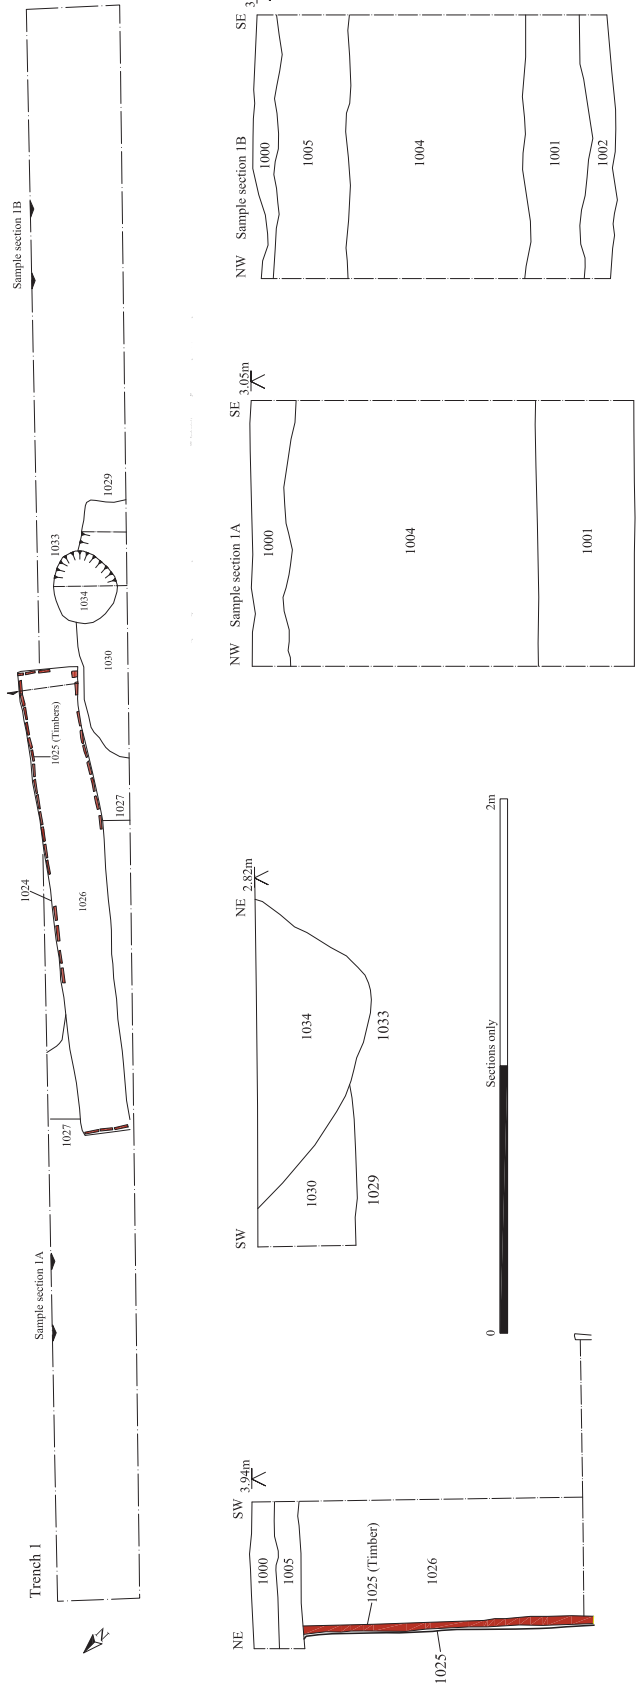 Trench 1
N
Sample section 1A
Sample section 1B
1027
1024
1026
1025 (Timbers)
1027
1030
1034
1033
1029
NE
SW
3.94m
1000
1005
1025 (Timber)
1026
1025
SW
NE
2.82m
1030
1034
1029
1033
0
Sections only
2m
NW
Sample section 1A
SE
3.05m
1000
1004
1001
NW
Sample section 1B
SE
1000
1005
1004
1001
1002